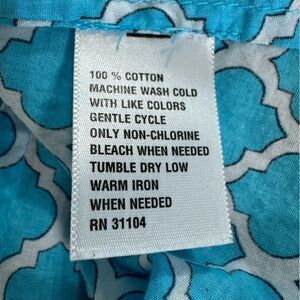 100 % COTTON
MACHINE WASH COLD
WITH LIKE COLORS
GENTLE CYCLE
ONLY NON-CHLORINE
BLEACH WHEN NEEDED
TUMBLE DRY LOW
WARM IRON
WHEN NEEDED
RN 31104